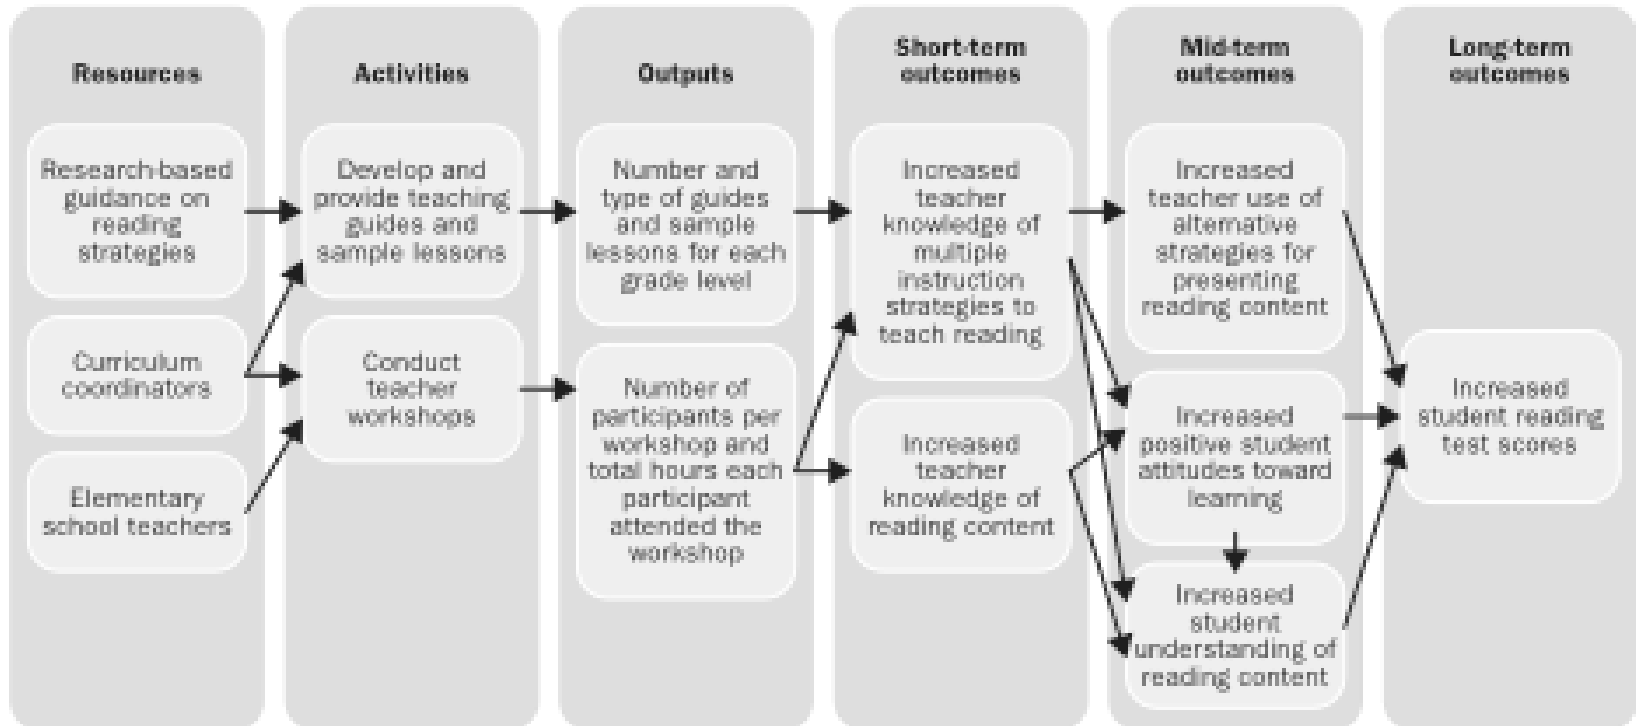 Resources
Activities
Outputs
Short-term
outcomes
Mid-term
outcomes
Long-term
outcomes
Research-based
guidance on
reading
strategies
Curriculum
coordinators
Elementary
school teachers
Develop and
provide teaching
guides and
sample lessons
Conduct
teacher
workshops
Number and
type of guides
and sample
lessons for each
grade level
Number of
participants per
workshop and
total hours each
participant
attended the
workshop
Increased
teacher
knowledge of
multiple
instruction
strategies to
teach reading
Increased
teacher
knowledge of
reading content
Increased
teacher use of
alternative
strategies for
presenting
reading content
Increased
positive student
attitudes toward
learning
Increased
student
understanding of
reading content
Increased
student reading
test scores